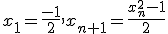 x_1 = \frac{-1}{2}, x_{n+1} = \frac{x_n^2 - 1}{2}